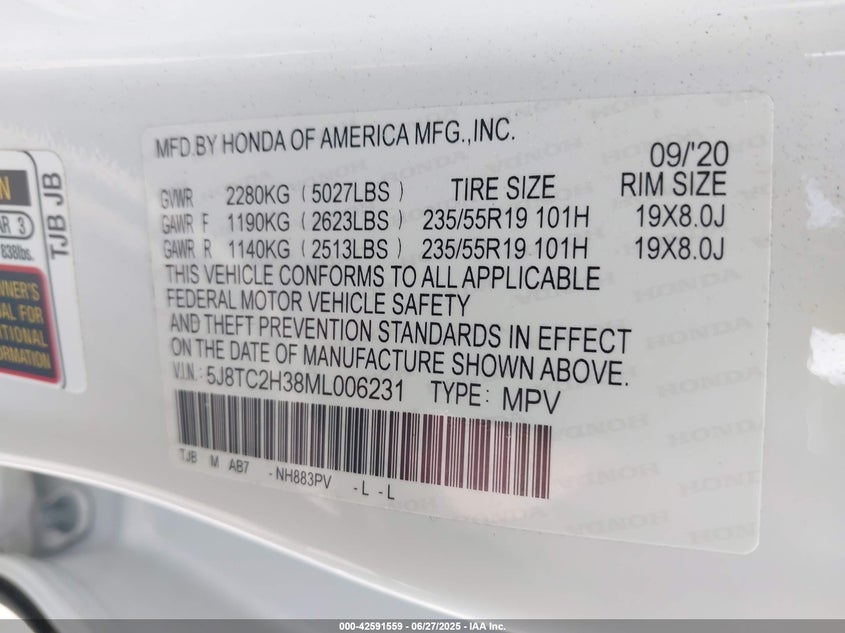 MFD.BY HONDA OF AMERICA MFG.,INC.
09/'20
GVWR 2280KG (5027LBS) TIRE SIZE RIM SIZE
GAWR F 1190KG (2623LBS) 235/55R19 101H 19X8.0J
GAWR R 1140KG (2513LBS) 235/55R19 101H 19X8.0J
THIS VEHICLE CONFORMS TO ALL APPLICABLE
FEDERAL MOTOR VEHICLE SAFETY
AND THEFT PREVENTION STANDARDS IN EFFECT
ON THE DATE OF MANUFACTURE SHOWN ABOVE.
V.I.N.: 5J8TC2H38ML006231 TYPE: MPV
TJB M AB7 -NH883PV -L -L
TJB JB
838lbs.
HONDA
000-42591559 | 06/27/2025 | IAA Inc.